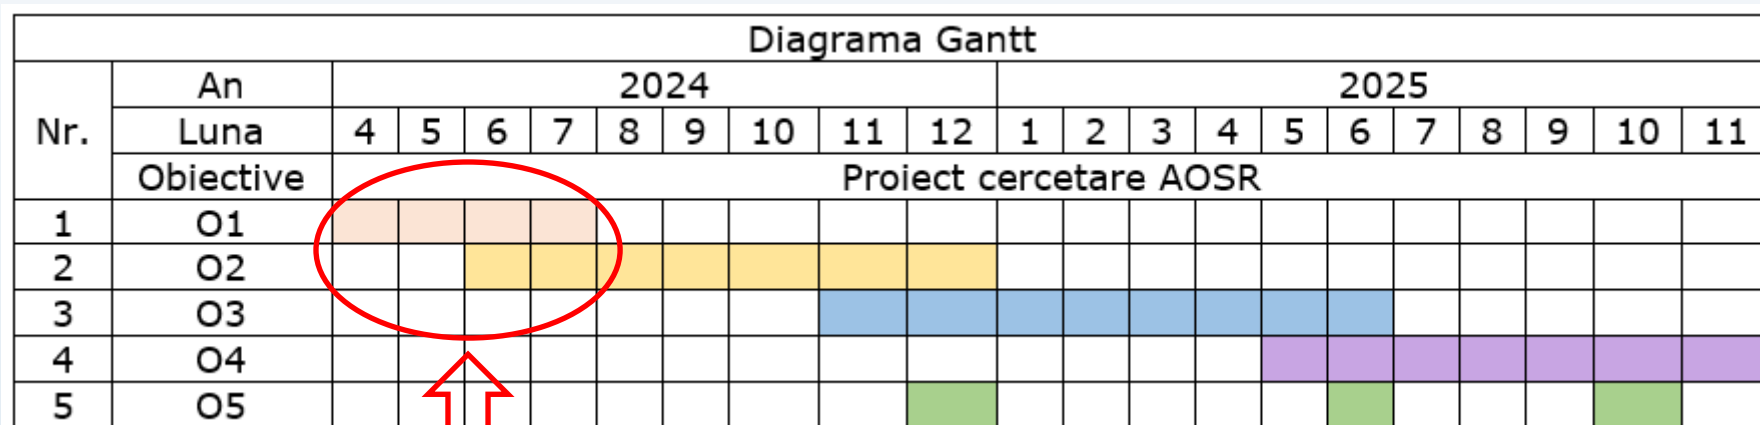 Diagrama Gantt
An 2024 2025
Nr. Luna 4 5 6 7 8 9 10 11 12 1 2 3 4 5 6 7 8 9 10 11
Obiective Proiect cercetare AOSR
1 O1
2 O2
3 O3
4 O4
5 O5